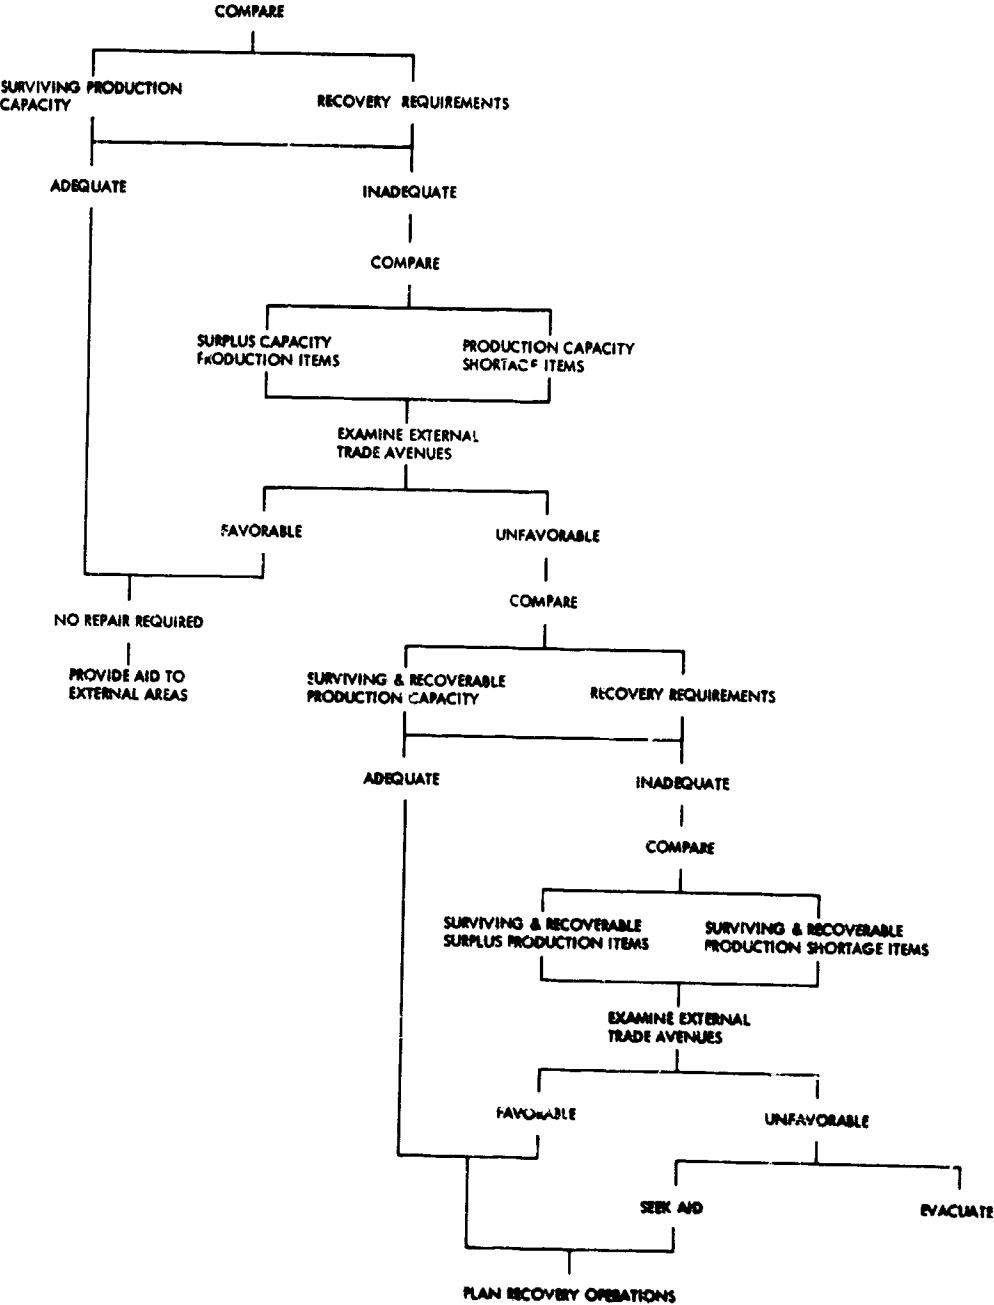 COMPARE
SURVIVING PRODUCTION
CAPACITY
RECOVERY REQUIREMENTS
ADEQUATE
INADEQUATE
COMPARE
SURPLUS CAPACITY
PRODUCTION ITEMS
PRODUCTION CAPACITY
SHORTAGE ITEMS
EXAMINE EXTERNAL
TRADE AVENUES
FAVORABLE
UNFAVORABLE
COMPARE
NO REPAIR REQUIRED
PROVIDE AID TO
EXTERNAL AREAS
SURVIVING & RECOVERABLE
PRODUCTION CAPACITY
RECOVERY REQUIREMENTS
ADEQUATE
INADEQUATE
COMPARE
SURVIVING & RECOVERABLE
SURPLUS PRODUCTION ITEMS
SURVIVING & RECOVERABLE
PRODUCTION SHORTAGE ITEMS
EXAMINE EXTERNAL
TRADE AVENUES
FAVORABLE
UNFAVORABLE
SEEK AID
EVACUATE
PLAN RECOVERY OPERATIONS